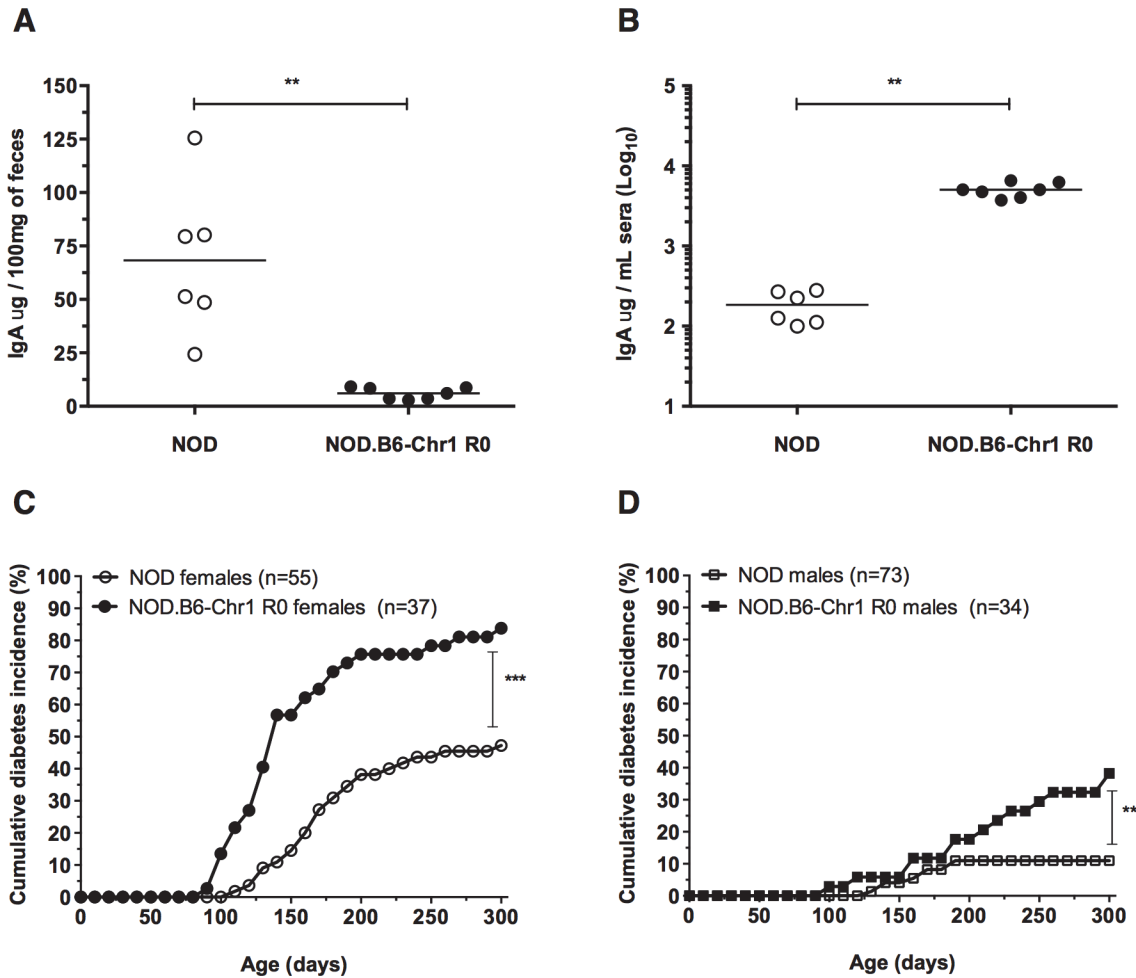 A
IgA ug / 100mg of feces
150
125
100
75
50
25
0
**
NOD
NOD.B6-Chr1 R0
B
IgA ug / mL sera (Log10)
5
4
3
2
1
**
NOD
NOD.B6-Chr1 R0
C
Cumulative diabetes incidence (%)
100
90
80
70
60
50
40
30
20
10
0
NOD females (n=55)
NOD.B6-Chr1 R0 females (n=37)
***
0 50 100 150 200 250 300
Age (days)
D
Cumulative diabetes incidence (%)
100
90
80
70
60
50
40
30
20
10
0
NOD males (n=73)
NOD.B6-Chr1 R0 males (n=34)
**
0 50 100 150 200 250 300
Age (days)